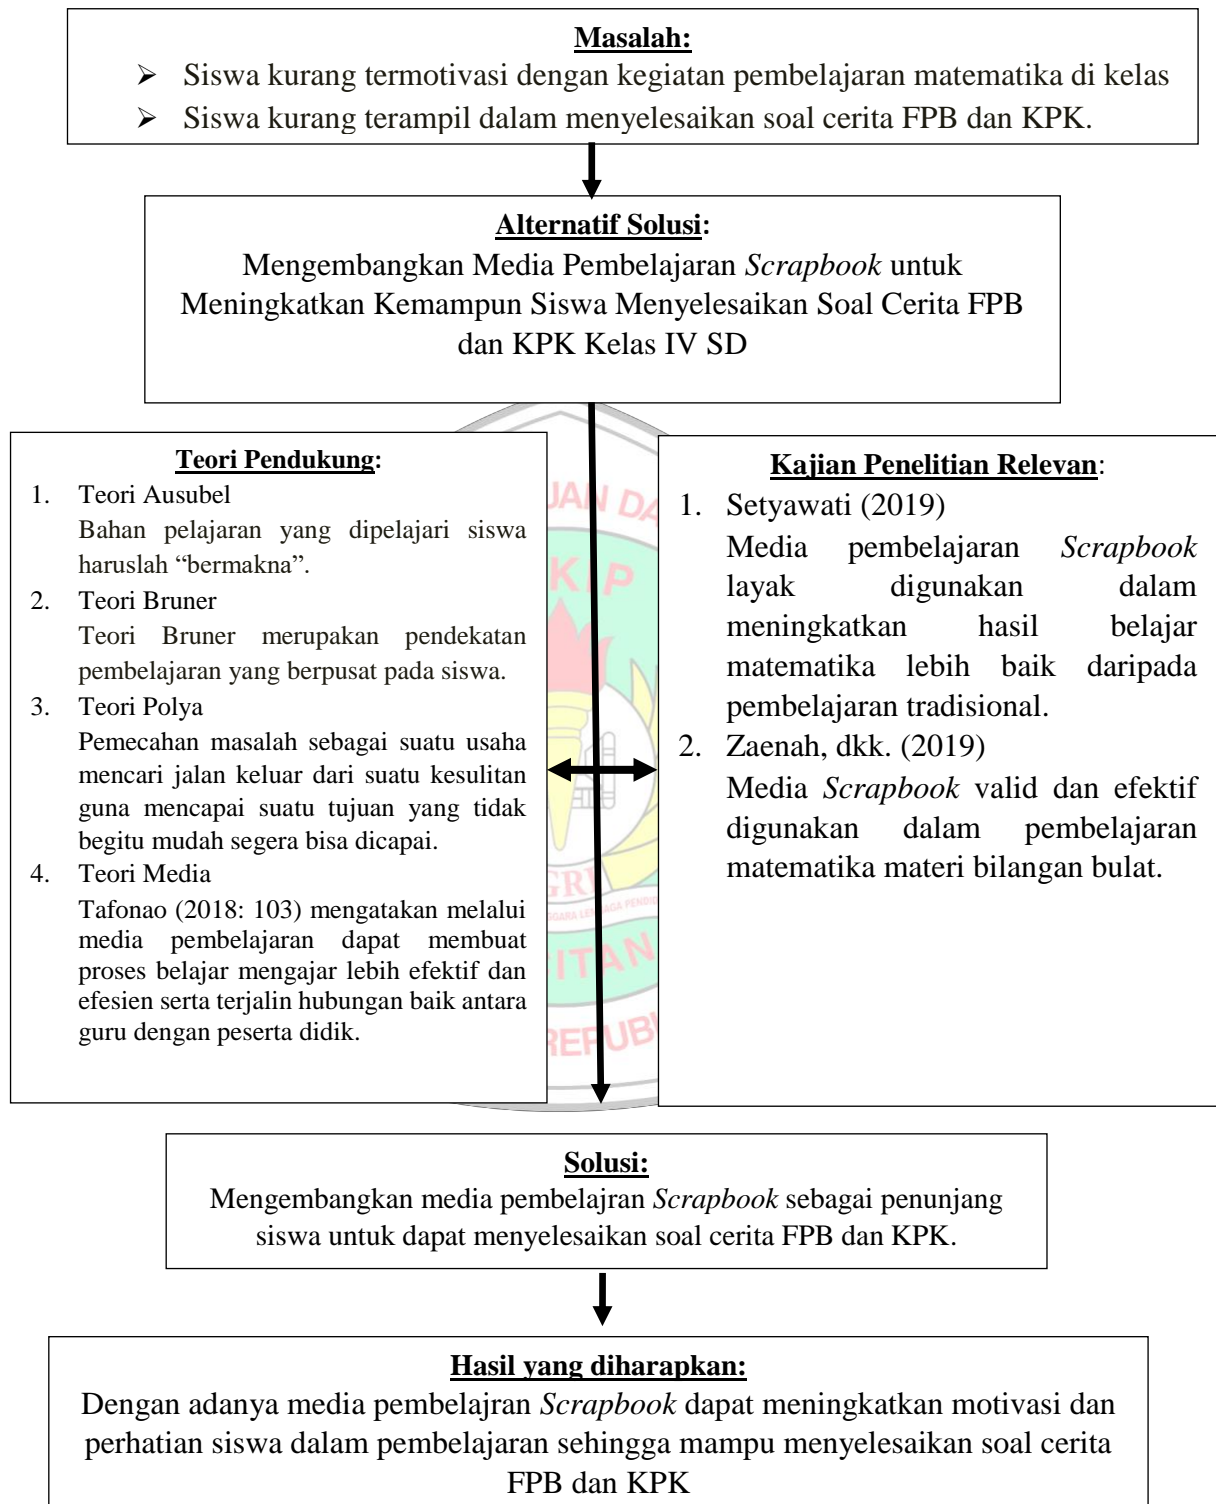 Masalah:
➢ Siswa kurang termotivasi dengan kegiatan pembelajaran matematika di kelas
➢ Siswa kurang terampil dalam menyelesaikan soal cerita FPB dan KPK.
Alternatif Solusi:
Mengembangkan Media Pembelajaran Scrapbook untuk
Meningkatkan Kemampun Siswa Menyelesaikan Soal Cerita FPB
dan KPK Kelas IV SD
Teori Pendukung:
1. Teori Ausubel
Bahan pelajaran yang dipelajari siswa
haruslah “bermakna”.
2. Teori Bruner
Teori Bruner merupakan pendekatan
pembelajaran yang berpusat pada siswa.
3. Teori Polya
Pemecahan masalah sebagai suatu usaha
mencari jalan keluar dari suatu kesulitan
guna mencapai suatu tujuan yang tidak
begitu mudah segera bisa dicapai.
4. Teori Media
Tafonao (2018: 103) mengatakan melalui
media pembelajaran dapat membuat
proses belajar mengajar lebih efektif dan
efesien serta terjalin hubungan baik antara
guru dengan peserta didik.
Kajian Penelitian Relevan:
1. Setyawati (2019)
Media pembelajaran Scrapbook
layak digunakan dalam
meningkatkan hasil belajar
matematika lebih baik daripada
pembelajaran tradisional.
2. Zaenah, dkk. (2019)
Media Scrapbook valid dan efektif
digunakan dalam pembelajaran
matematika materi bilangan bulat.
Solusi:
Mengembangkan media pembelajran Scrapbook sebagai penunjang
siswa untuk dapat menyelesaikan soal cerita FPB dan KPK.
Hasil yang diharapkan:
Dengan adanya media pembelajran Scrapbook dapat meningkatkan motivasi dan
perhatian siswa dalam pembelajaran sehingga mampu menyelesaikan soal cerita
FPB dan KPK